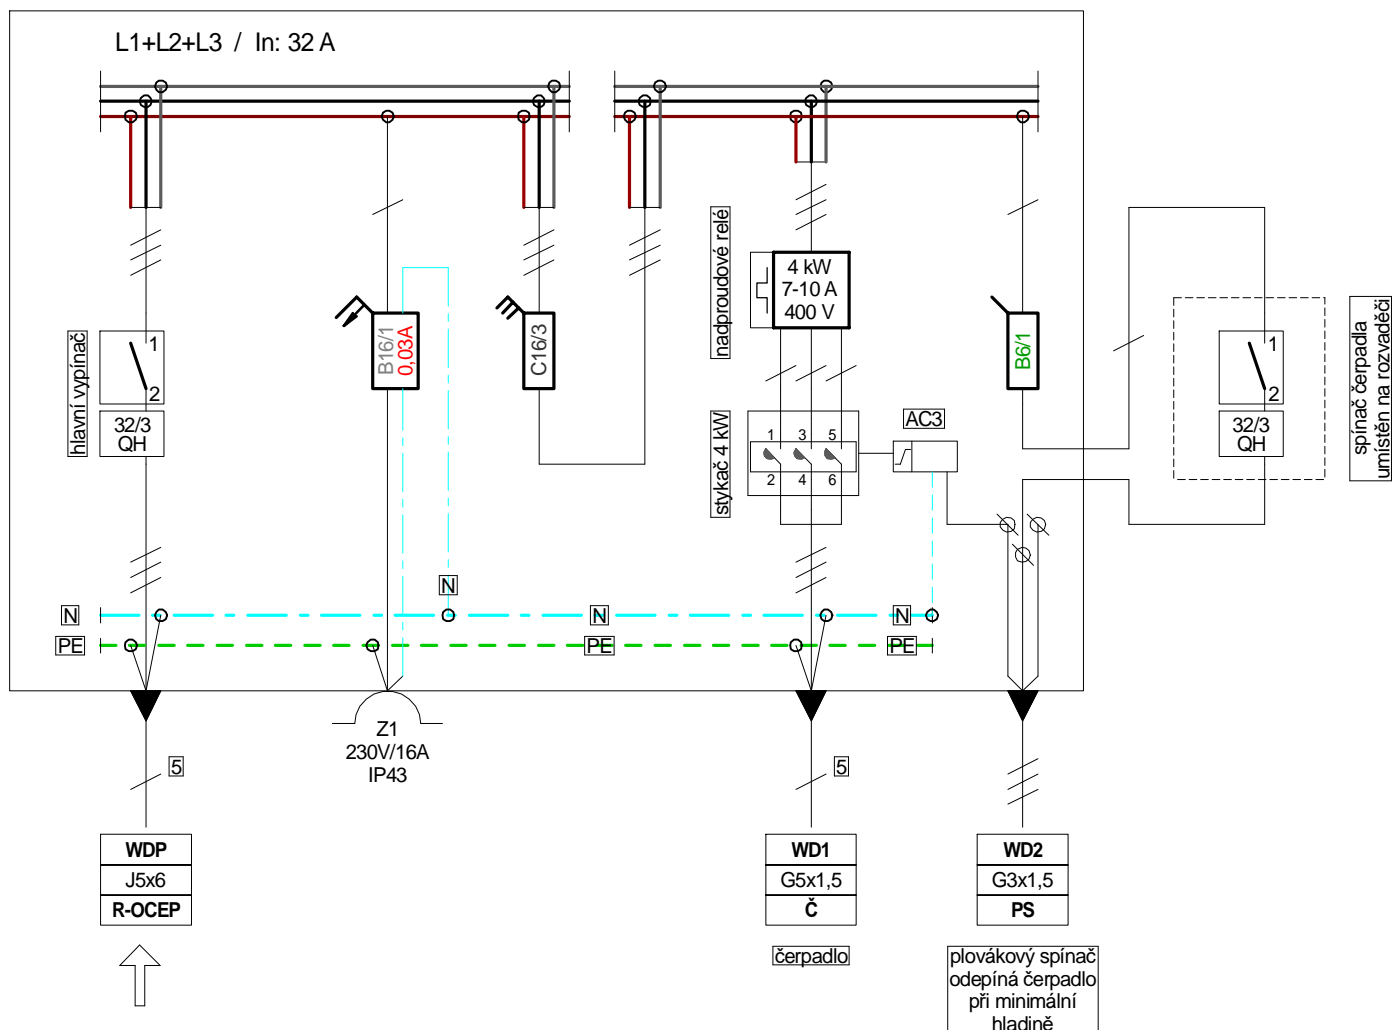 L1+L2+L3 / In: 32 A
hlavní vypínač
1
2
32/3
QH
B16/1
0,03A
C16/3
nadproudové relé
4 kW
7-10 A
400 V
stykač 4 kW
1
3
5
2
4
6
AC3
B6/1
1
2
32/3
QH
spínač čerpadla
umístěn na rozvaděči
N
N
N
N
PE
PE
PE
Z1
230V/16A
IP43
5
5
WDP
J5x6
R-OCEP
WD1
G5x1,5
Č
čerpadlo
WD2
G3x1,5
PS
plovákový spínač
odepíná čerpadlo
při minimální
hladině